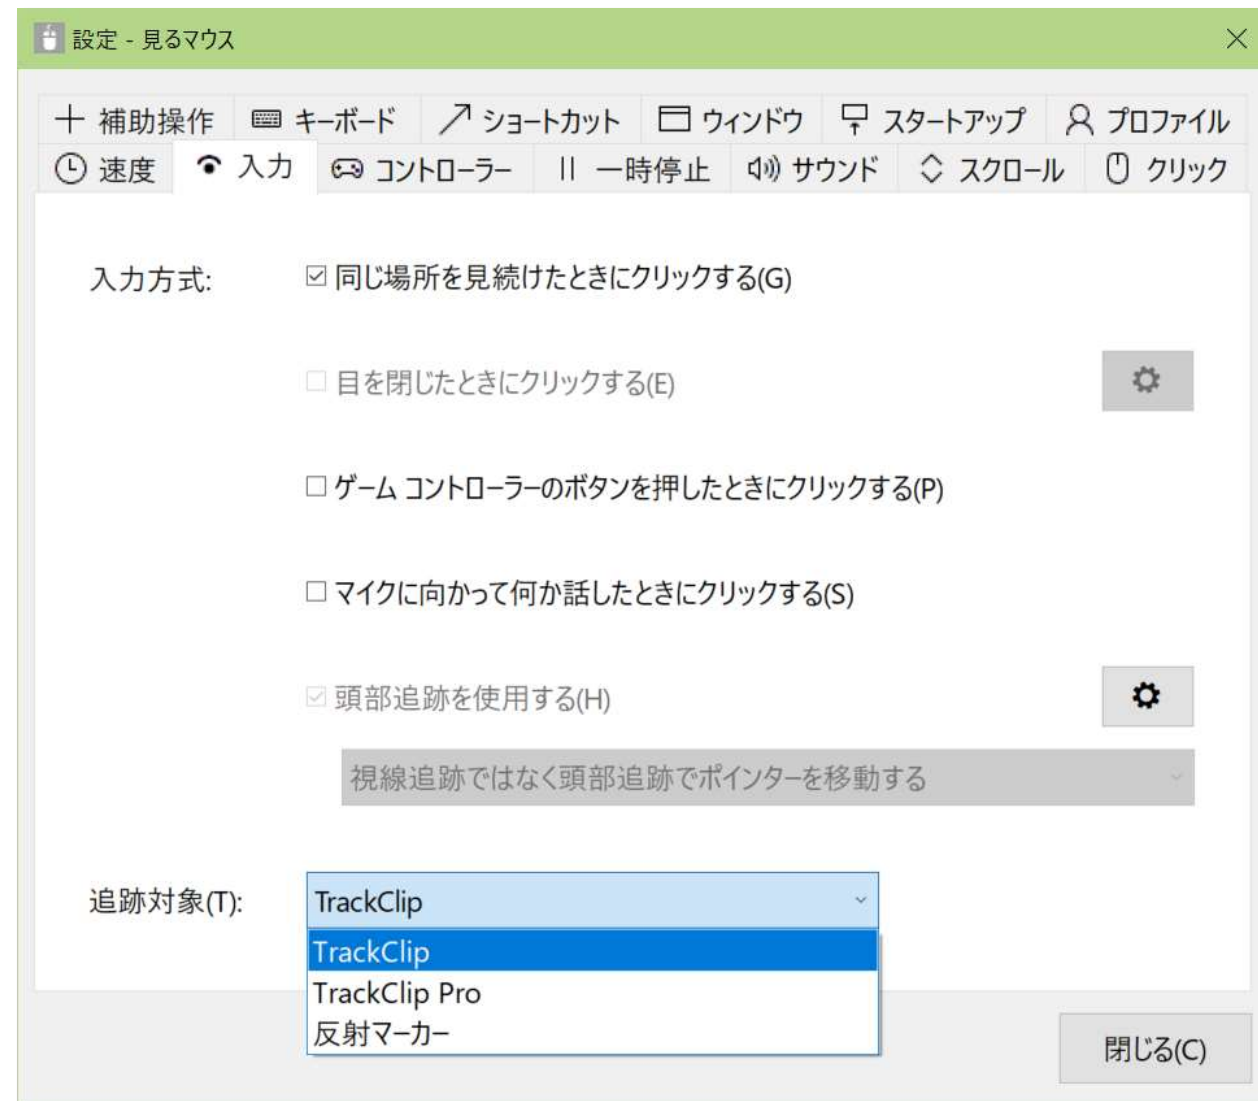 設定 - 見るマウス
補助操作 キーボード ショートカット ウィンドウ スタートアップ プロファイル
速度 入力 コントローラー 一時停止 サウンド スクロール クリック
入力方式: 同じ場所を見続けたときにクリックする(G)
目を閉じたときにクリックする(E)
ゲーム コントローラーのボタンを押したときにクリックする(P)
マイクに向かって何か話したときにクリックする(S)
頭部追跡を使用する(H)
視線追跡ではなく頭部追跡でポインターを移動する
追跡対象(T): TrackClip
TrackClip
TrackClip Pro
反射マーカー
閉じる(C)